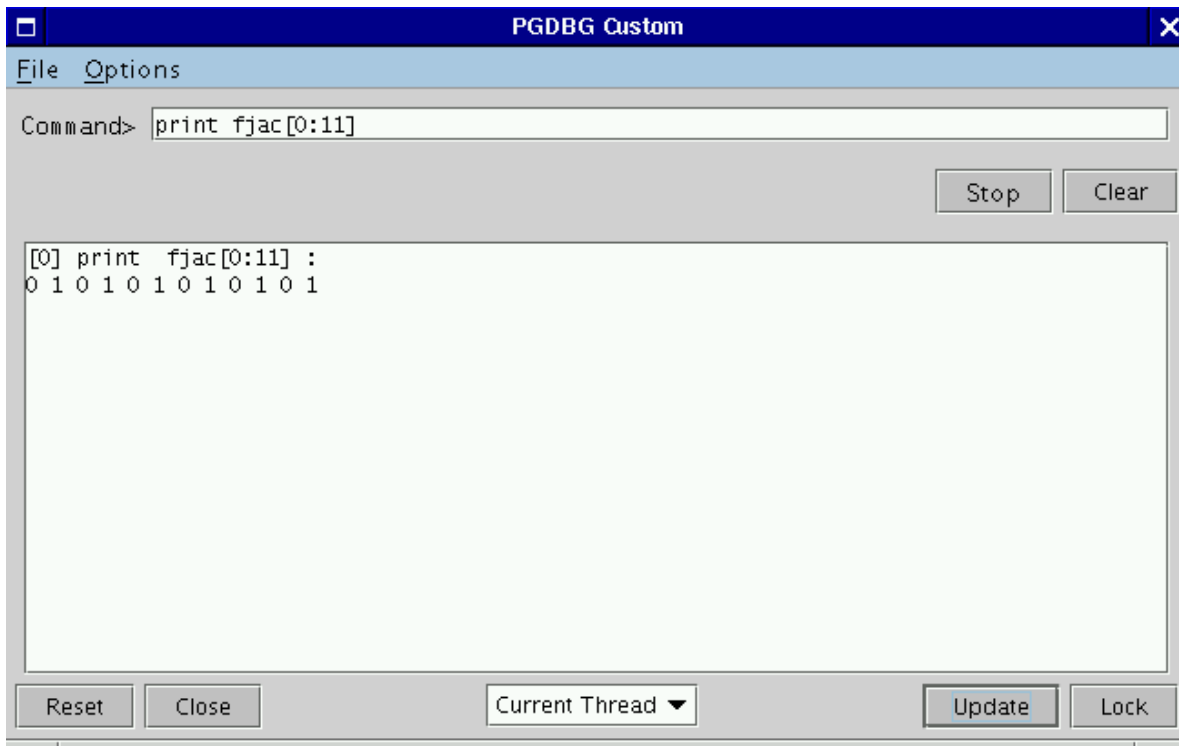 PGDBG Custom
File Options
Command> print fjac[0:11]
Stop Clear
[0] print  fjac[0:11] :
0 1 0 1 0 1 0 1 0 1 0 1
Reset Close Current Thread Update Lock